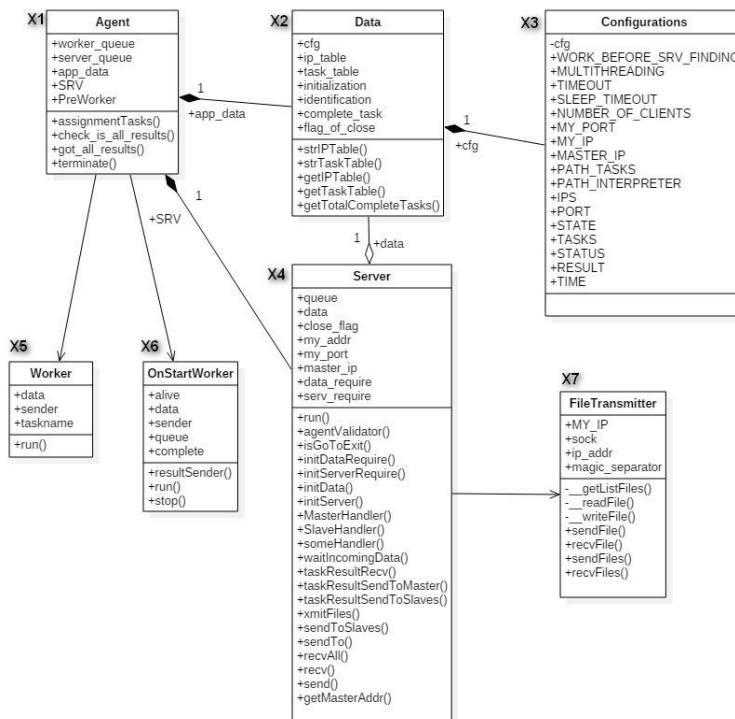 X1
Agent
+worker_queue
+server_queue
+app_data
+SRV
+PreWorker
+assignmentTasks()
+check_is_all_results()
+got_all_results()
+terminate()
1
+app_data
1
+SRV
X2
Data
+cfg
+ip_table
+task_table
+initialization
+identification
+complete_task
+flag_of_close
+strIPTable()
+strTaskTable()
+getIPTable()
+getTaskTable()
+getTotalCompleteTasks()
1
+cfg
1
+data
X3
Configurations
-cfg
+WORK_BEFORE_SRV_FINDING
+MULTITHREADING
+TIMEOUT
+SLEEP_TIMEOUT
+NUMBER_OF_CLIENTS
+MY_PORT
+MY_IP
+MASTER_IP
+PATH_TASKS
+PATH_INTERPRETER
+IPS
+PORT
+STATE
+TASKS
+STATUS
+RESULT
+TIME
X4
Server
+queue
+data
+close_flag
+my_addr
+my_port
+master_ip
+data_require
+serv_require
+run()
+agentValidator()
+isGoToExit()
+initDataRequire()
+initServerRequire()
+initData()
+initServer()
+MasterHandler()
+SlaveHandler()
+someHandler()
+waitIncomingData()
+taskResultRecv()
+taskResultSendToMaster()
+taskResultSendToSlaves()
+xmitFiles()
+sendToSlaves()
+sendTo()
+recvAll()
+recv()
+send()
+getMasterAddr()
X5
Worker
+data
+sender
+taskname
+run()
X6
OnStartWorker
+alive
+data
+sender
+queue
+complete
+resultSender()
+run()
+stop()
X7
FileTransmitter
+MY_IP
+sock
+ip_addr
+magic_separator
-__getListFiles()
-__readFile()
-__writeFile()
+sendFile()
+recvFile()
+sendFiles()
+recvFiles()